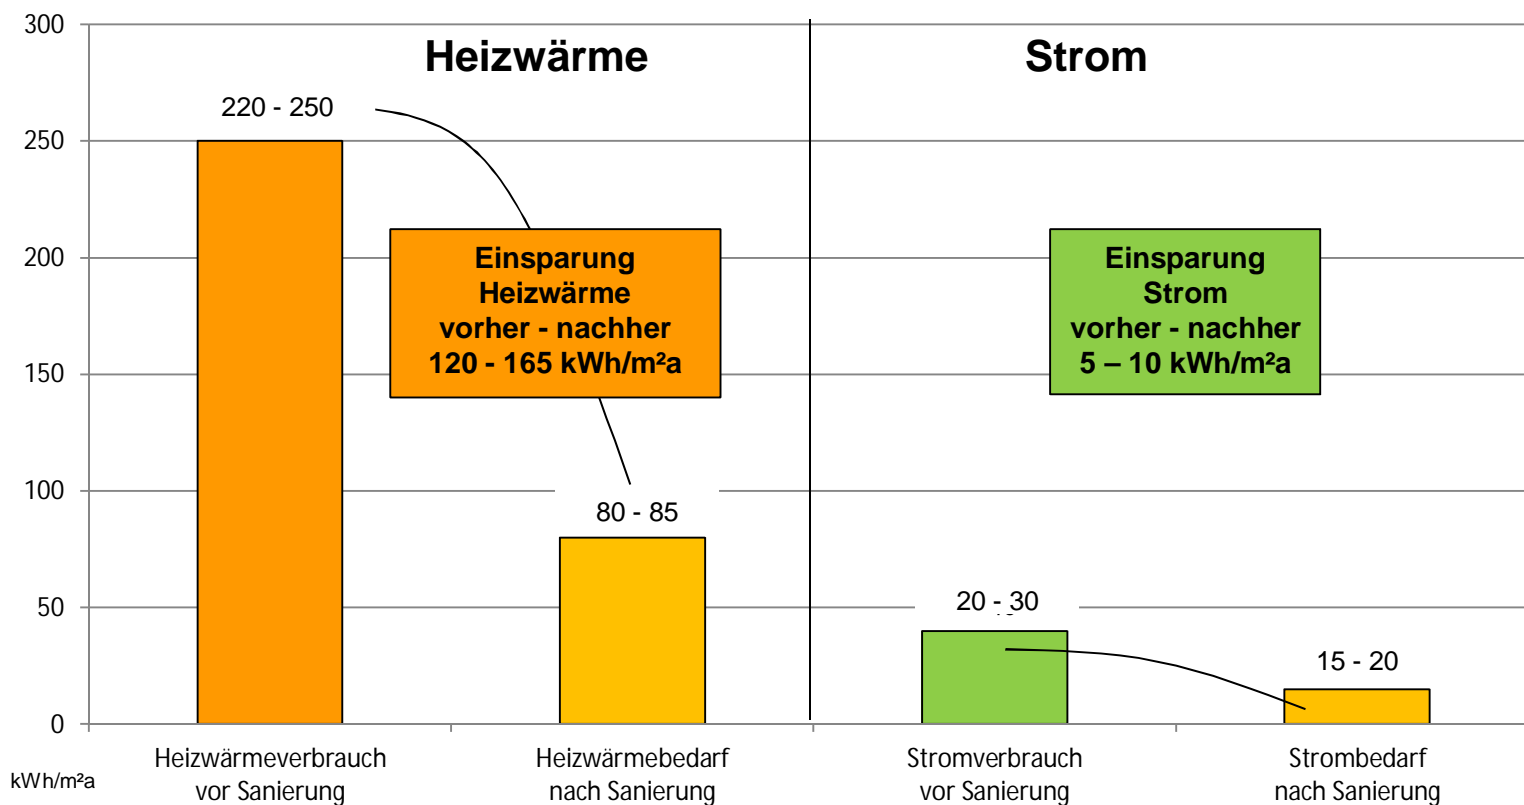 300
250
200
150
100
50
0
kWh/m²a
Heizwärme
Strom
220 - 250
Einsparung
Heizwärme
vorher - nachher
120 - 165 kWh/m²a
80 - 85
Einsparung
Strom
vorher - nachher
5 – 10 kWh/m²a
20 - 30
15 - 20
Heizwärmeverbrauch
vor Sanierung
Heizwärmebedarf
nach Sanierung
Stromverbrauch
vor Sanierung
Strombedarf
nach Sanierung